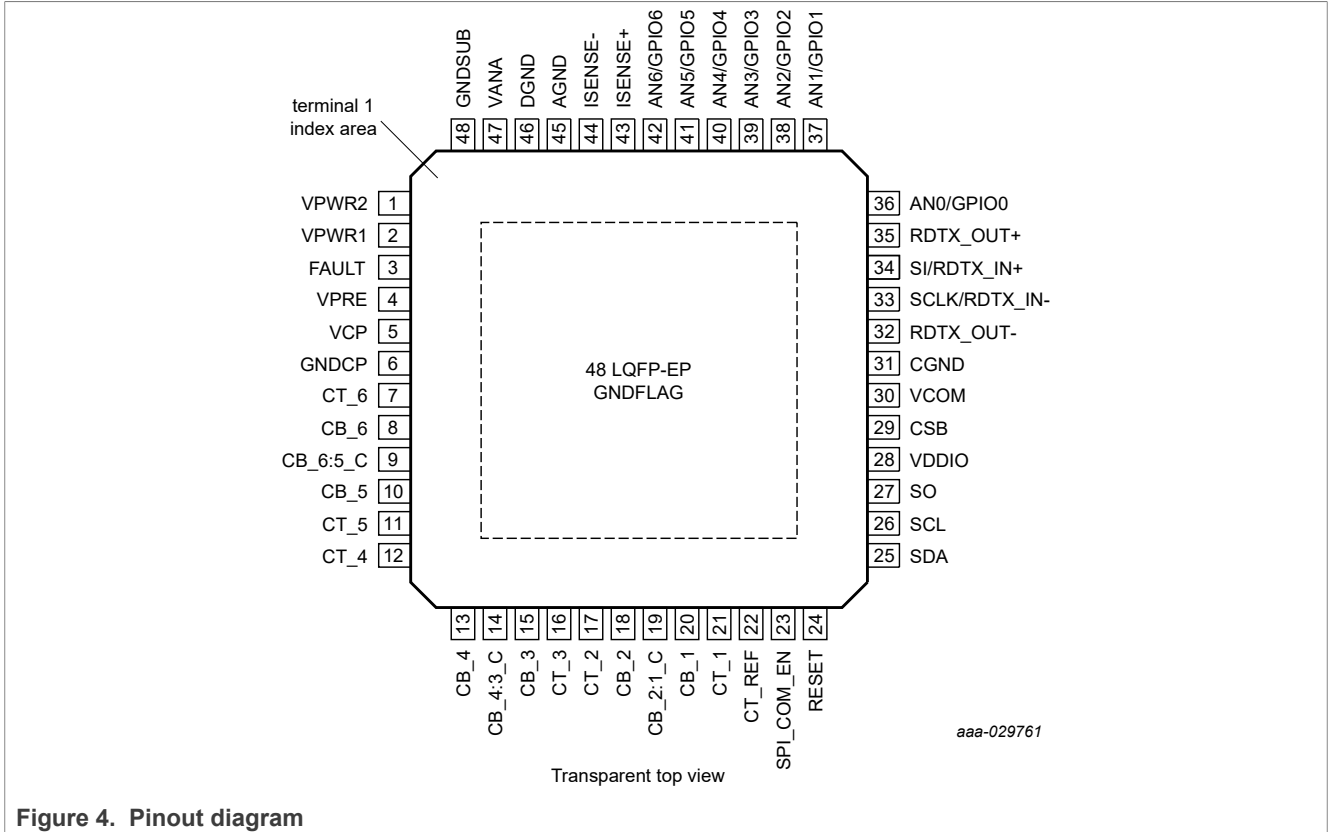 GNDSUB
VANA
DGND
AGND
ISENSE-
ISENSE+
AN6/GPIO6
AN5/GPIO5
AN4/GPIO4
AN3/GPIO3
AN2/GPIO2
AN1/GPIO1
terminal 1
index area
48 47 46 45 44 43 42 41 40 39 38 37
VPWR2 1
VPWR1 2
FAULT 3
VPRE 4
VCP 5
GNDCP 6
CT_6 7
CB_6 8
CB_6:5_C 9
CB_5 10
CT_5 11
CT_4 12
48 LQFP-EP
GNDFLAG
36 AN0/GPIO0
35 RDTX_OUT+
34 SI/RDTX_IN+
33 SCLK/RDTX_IN-
32 RDTX_OUT-
31 CGND
30 VCOM
29 CSB
28 VDDIO
27 SO
26 SCL
25 SDA
13 14 15 16 17 18 19 20 21 22 23 24
CB_4
CB_4:3_C
CB_3
CT_3
CT_2
CB_2
CB_2:1_C
CB_1
CT_1
CT_REF
SPI_COM_EN
RESET
aaa-029761
Transparent top view
Figure 4. Pinout diagram